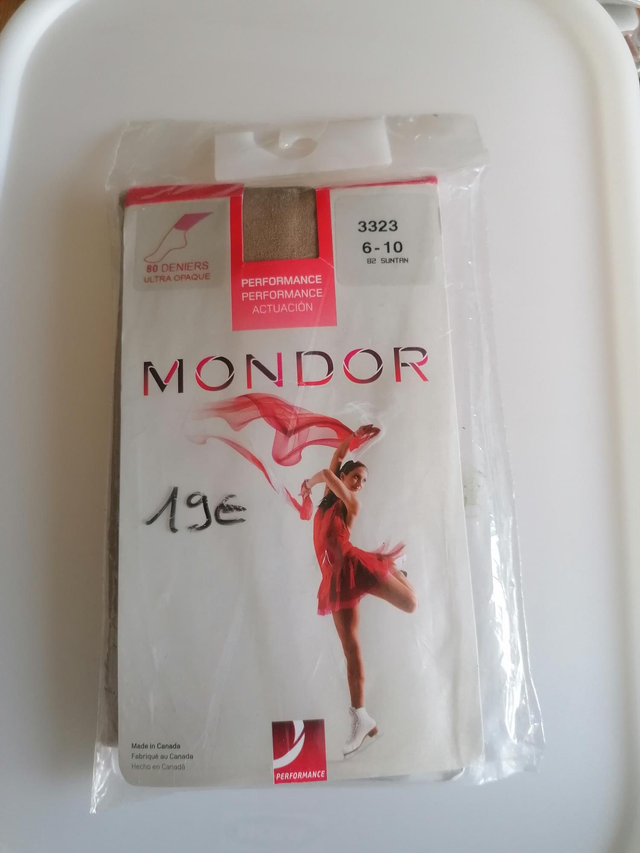 80 DENIERS
ULTRA OPAQUE
PERFORMANCE
PERFORMANCE
ACTUACIÓN
3323
6-10
82 SUNTAN
MONDOR
19€
Made in Canada
Fabriqué au Canada
Hecho en Canadá
PERFORMANCE